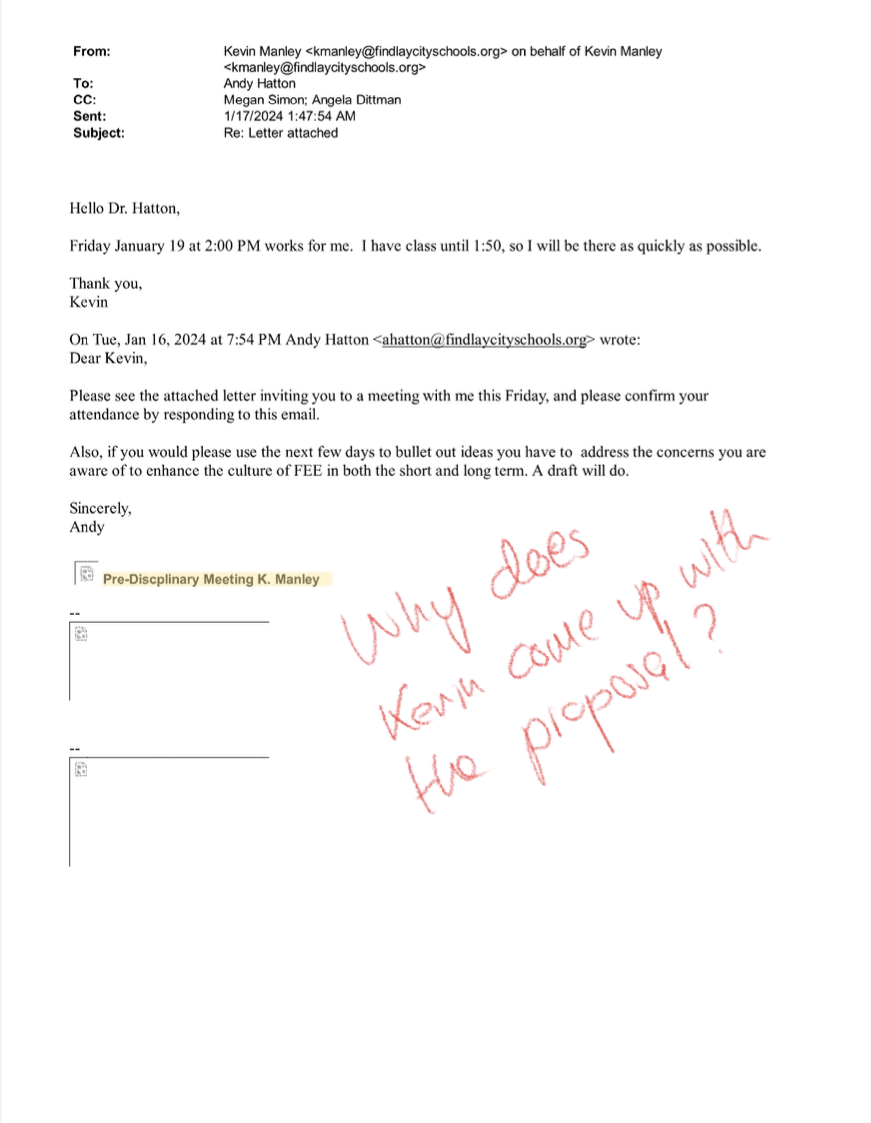 From: Kevin Manley <kmanley@findlaycityschools.org> on behalf of Kevin Manley
<kmanley@findlaycityschools.org>
To: Andy Hatton
CC: Megan Simon; Angela Dittman
Sent: 1/17/2024 1:47:54 AM
Subject: Re: Letter attached
Hello Dr. Hatton,
Friday January 19 at 2:00 PM works for me.  I have class until 1:50, so I will be there as quickly as possible.
Thank you,
Kevin
On Tue, Jan 16, 2024 at 7:54 PM Andy Hatton <ahatton@findlaycityschools.org> wrote:
Dear Kevin,
Please see the attached letter inviting you to a meeting with me this Friday, and please confirm your
attendance by responding to this email.
Also, if you would please use the next few days to bullet out ideas you have to  address the concerns you are
aware of to enhance the culture of FEE in both the short and long term. A draft will do.
Sincerely,
Andy
Pre-Discplinary Meeting K. Manley
--
--
Why does
Kevin come up with
the proposal?